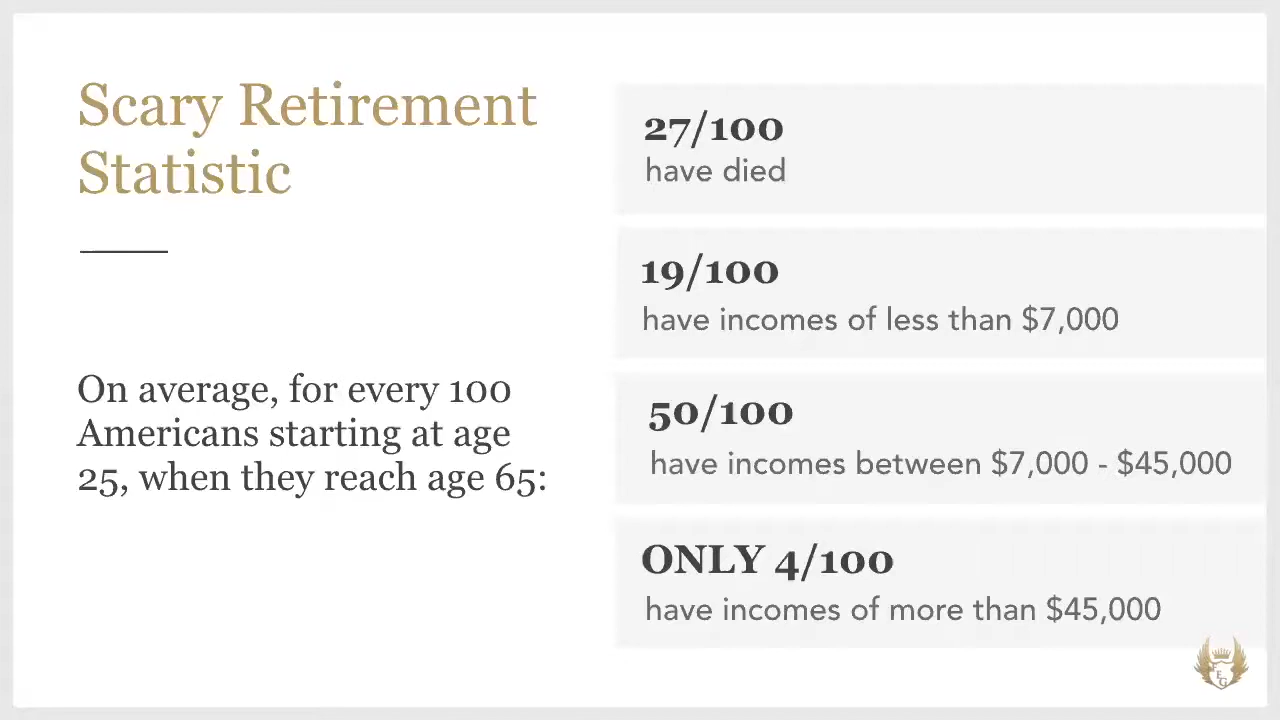 Scary Retirement
Statistic
On average, for every 100
Americans starting at age
25, when they reach age 65:
27/100
have died
19/100
have incomes of less than $7,000
50/100
have incomes between $7,000 - $45,000
ONLY 4/100
have incomes of more than $45,000
FEG